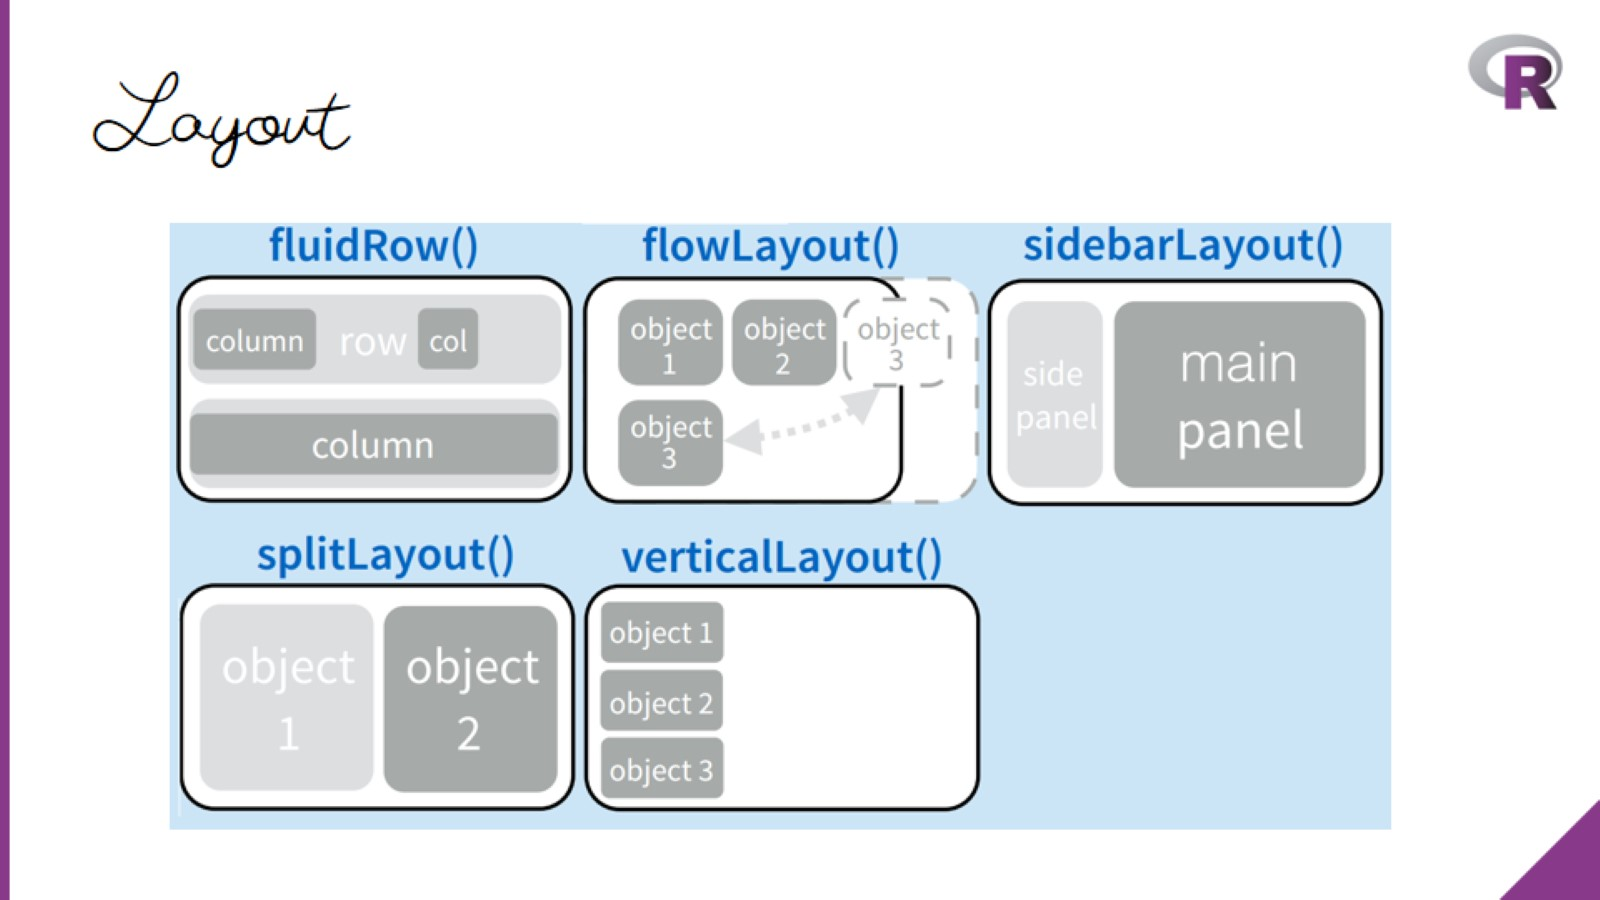 Layout
R
fluidRow()
column row col
column
flowLayout()
object
1
object
2
object
3
object
3
sidebarLayout()
side
panel
main
panel
splitLayout()
object
1
object
2
verticalLayout()
object 1
object 2
object 3